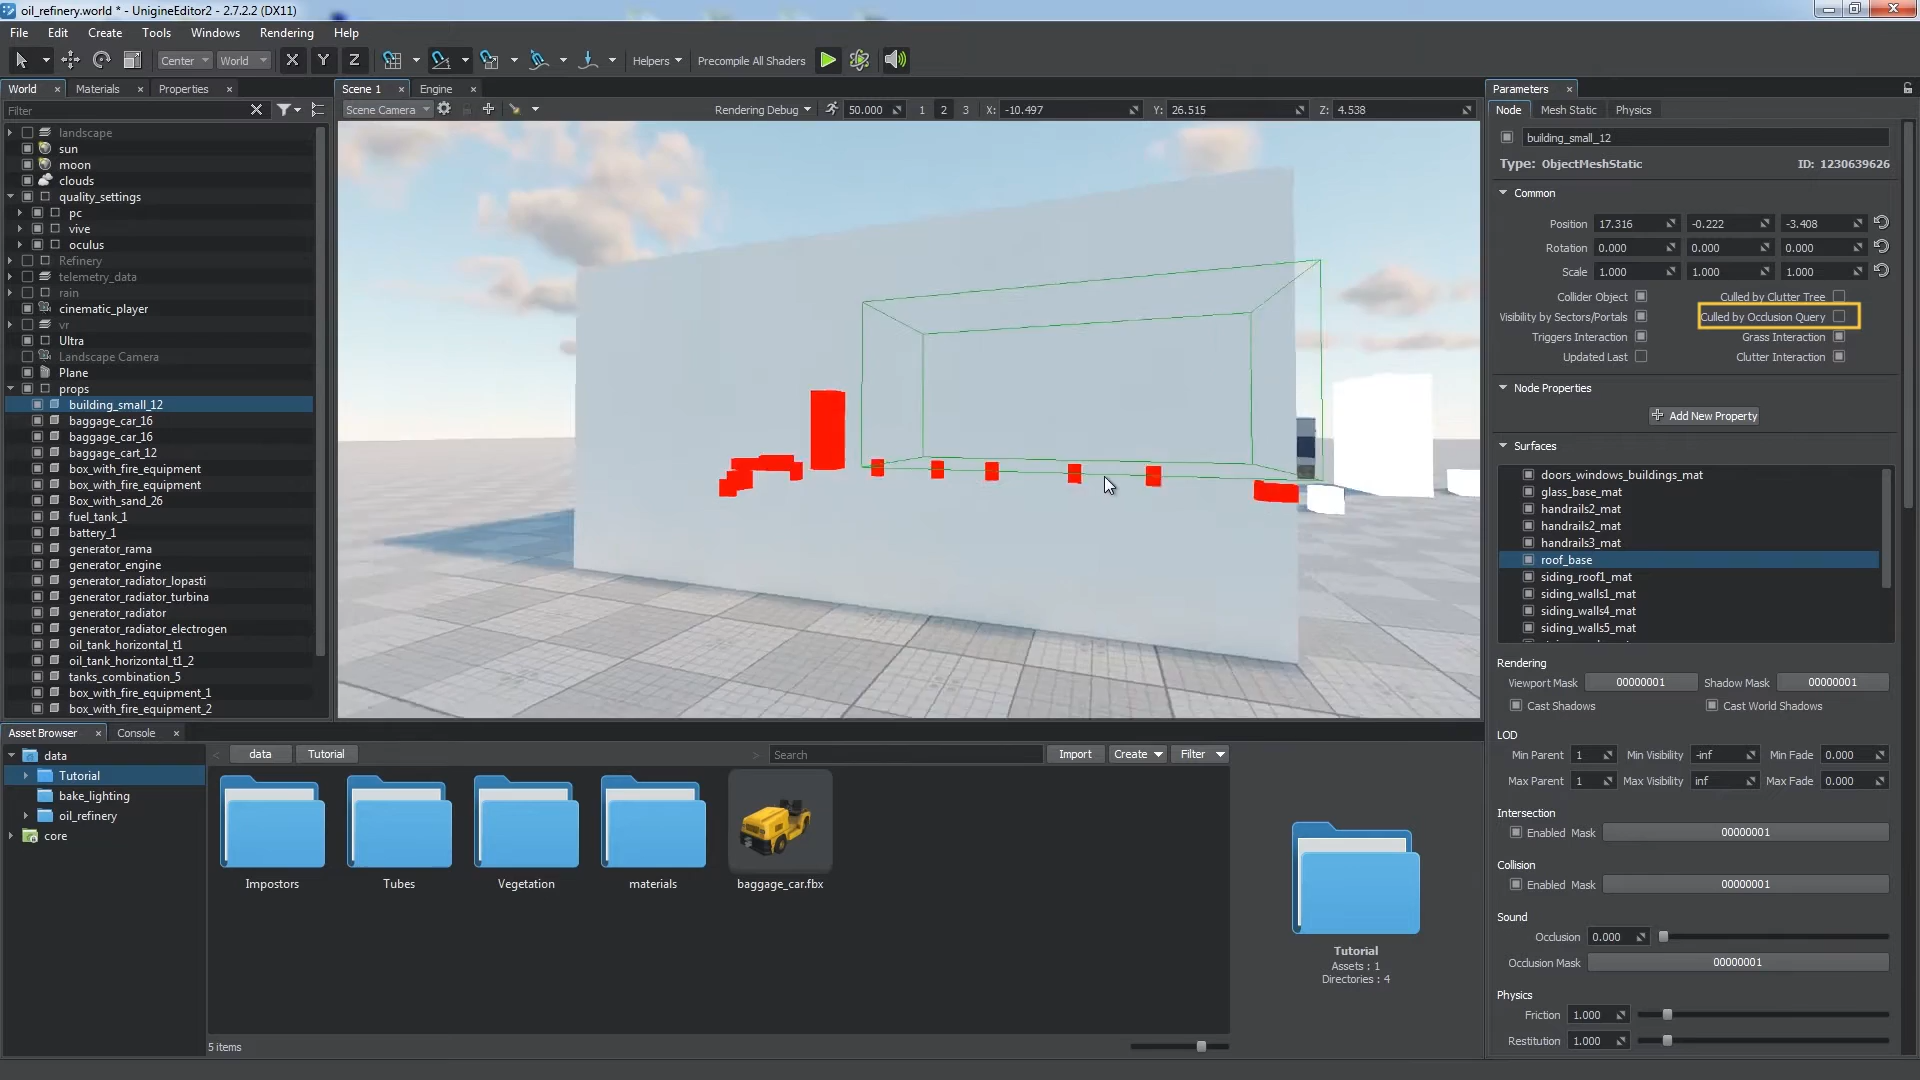 oil_refinery.world * - UnigineEditor2 - 2.7.2.2 (DX11)
File Edit Create Tools Windows Rendering Help
Center World X Y Z Helpers Precompile All Shaders
World × Materials × Properties ×
Filter
landscape
sun
moon
clouds
quality_settings
pc
vive
oculus
Refinery
telemetry_data
rain
cinematic_player
vr
Ultra
Landscape Camera
Plane
props
building_small_12
baggage_car_16
baggage_car_16
baggage_cart_12
box_with_fire_equipment
box_with_fire_equipment
Box_with_sand_26
fuel_tank_1
battery_1
generator_rama
generator_engine
generator_radiator_lopasti
generator_radiator_turbina
generator_radiator
generator_radiator_electrogen
oil_tank_horizontal_t1
oil_tank_horizontal_t1_2
tanks_combination_5
box_with_fire_equipment_1
box_with_fire_equipment_2
Scene 1 × Engine ×
Scene Camera Rendering Debug 50.000 1 2 3 X: -10.497 Y: 26.515 Z: 4.538
Parameters ×
Node Mesh Static Physics
building_small_12
Type: ObjectMeshStatic ID: 1230639626
Common
Position 17.316 -0.222 -3.408
Rotation 0.000 0.000 0.000
Scale 1.000 1.000 1.000
Collider Object Culled by Clutter Tree
Visibility by Sectors/Portals Culled by Occlusion Query
Triggers Interaction Grass Interaction
Updated Last Clutter Interaction
Node Properties
Add New Property
Surfaces
doors_windows_buildings_mat
glass_base_mat
handrails2_mat
handrails2_mat
handrails3_mat
roof_base
siding_roof1_mat
siding_walls1_mat
siding_walls4_mat
siding_walls5_mat
Rendering
Viewport Mask 00000001 Shadow Mask 00000001
Cast Shadows Cast World Shadows
LOD
Min Parent 1 Min Visibility -inf Min Fade 0.000
Max Parent 1 Max Visibility inf Max Fade 0.000
Intersection
Enabled Mask 00000001
Collision
Enabled Mask 00000001
Sound
Occlusion 0.000
Occlusion Mask 00000001
Physics
Friction 1.000
Restitution 1.000
Asset Browser × Console ×
data
Tutorial
bake_lighting
oil_refinery
core
< data Tutorial > Search Import Create Filter
Impostors Tubes Vegetation materials baggage_car.fbx
Tutorial
Assets : 1
Directories : 4
5 items